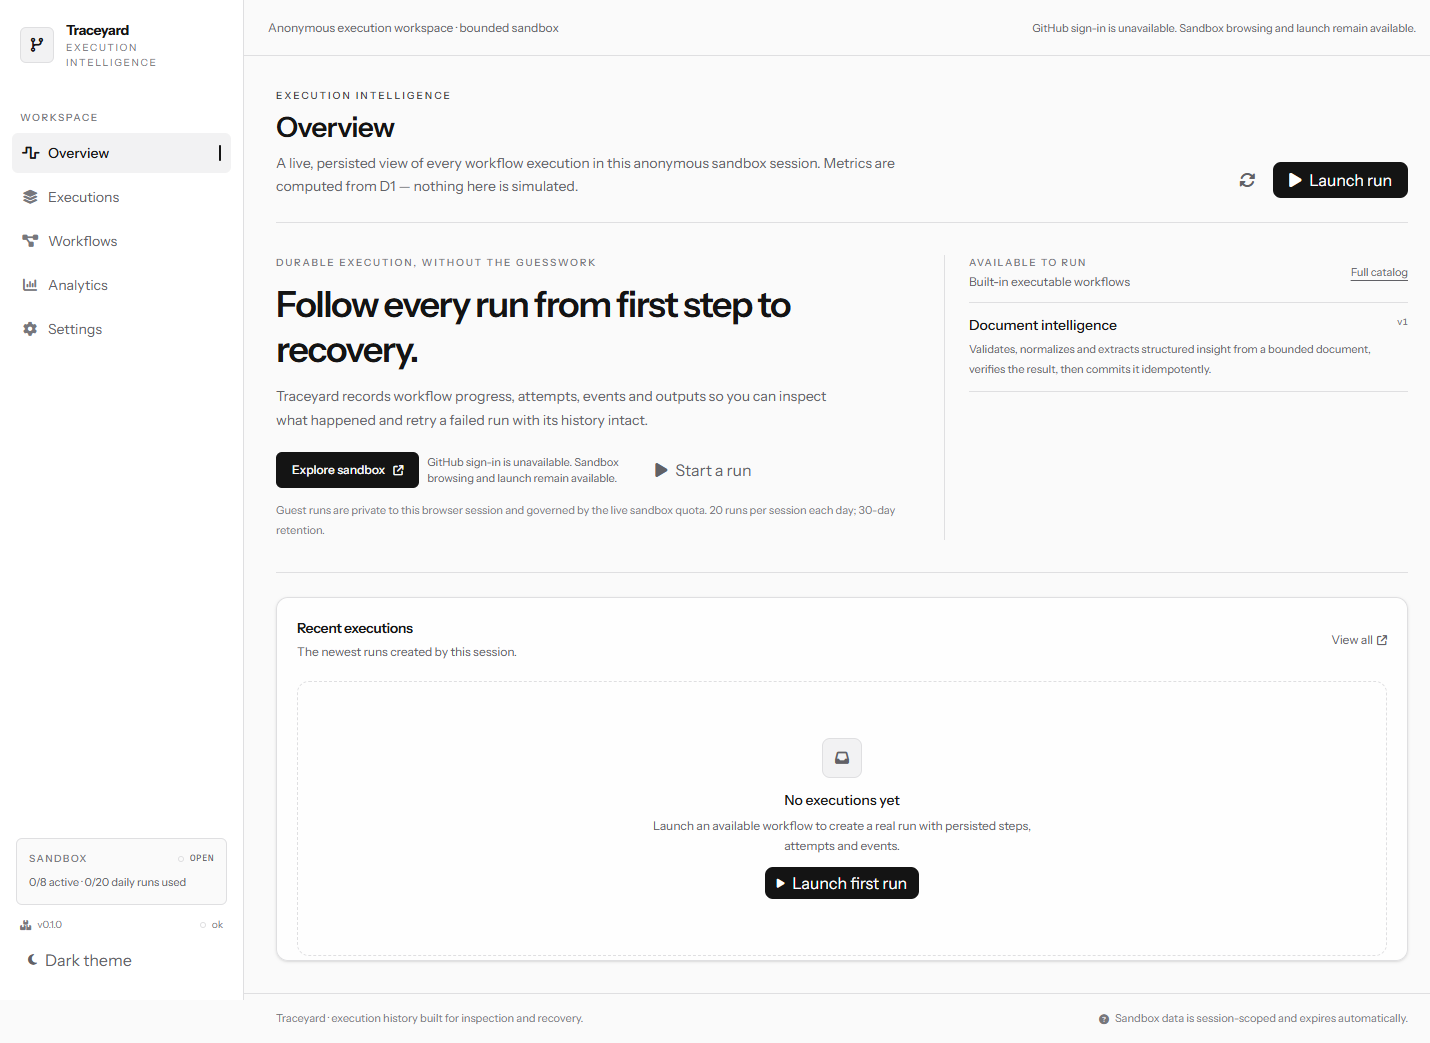 Traceyard
EXECUTION
INTELLIGENCE
WORKSPACE
Overview
Executions
Workflows
Analytics
Settings
SANDBOX
OPEN
0/8 active · 0/20 daily runs used
v0.1.0
ok
Dark theme
Anonymous execution workspace · bounded sandbox
GitHub sign-in is unavailable. Sandbox browsing and launch remain available.
EXECUTION INTELLIGENCE
Overview
A live, persisted view of every workflow execution in this anonymous sandbox session. Metrics are
computed from D1 — nothing here is simulated.
Launch run
DURABLE EXECUTION, WITHOUT THE GUESSWORK
Follow every run from first step to
recovery.
Traceyard records workflow progress, attempts, events and outputs so you can inspect
what happened and retry a failed run with its history intact.
Explore sandbox
GitHub sign-in is unavailable. Sandbox
browsing and launch remain available.
Start a run
Guest runs are private to this browser session and governed by the live sandbox quota. 20 runs per session each day; 30-day
retention.
AVAILABLE TO RUN
Built-in executable workflows
Full catalog
Document intelligence
v1
Validates, normalizes and extracts structured insight from a bounded document,
verifies the result, then commits it idempotently.
Recent executions
The newest runs created by this session.
View all
No executions yet
Launch an available workflow to create a real run with persisted steps,
attempts and events.
Launch first run
Traceyard · execution history built for inspection and recovery.
Sandbox data is session-scoped and expires automatically.